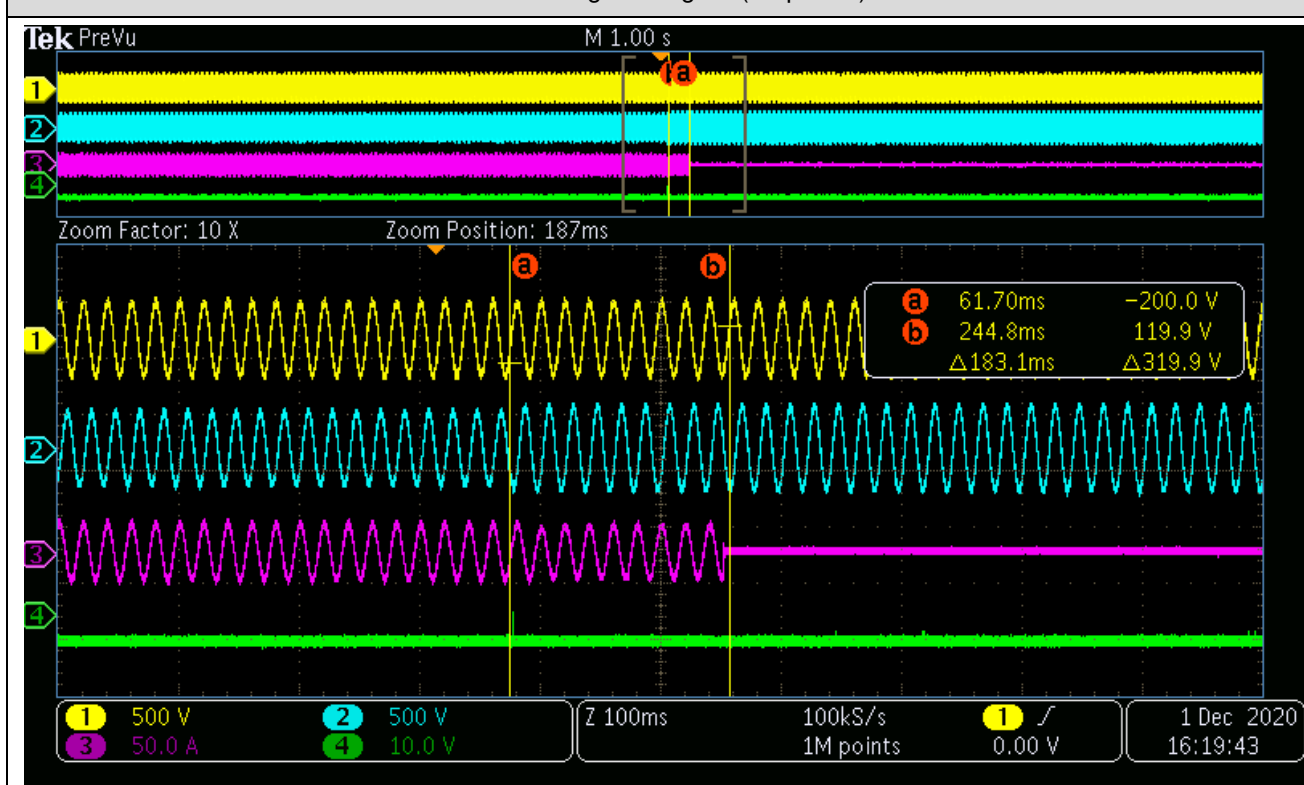 Tek PreVu M 1.00 s
a
1
2
3
4
Zoom Factor: 10 X Zoom Position: 187ms
a b
a 61.70ms -200.0 V
b 244.8ms 119.9 V
△183.1ms △319.9 V
1
2
3
4
1 500 V 2 500 V Z 100ms 100kS/s 1 1 Dec 2020
3 50.0 A 4 10.0 V 1M points 0.00 V 16:19:43